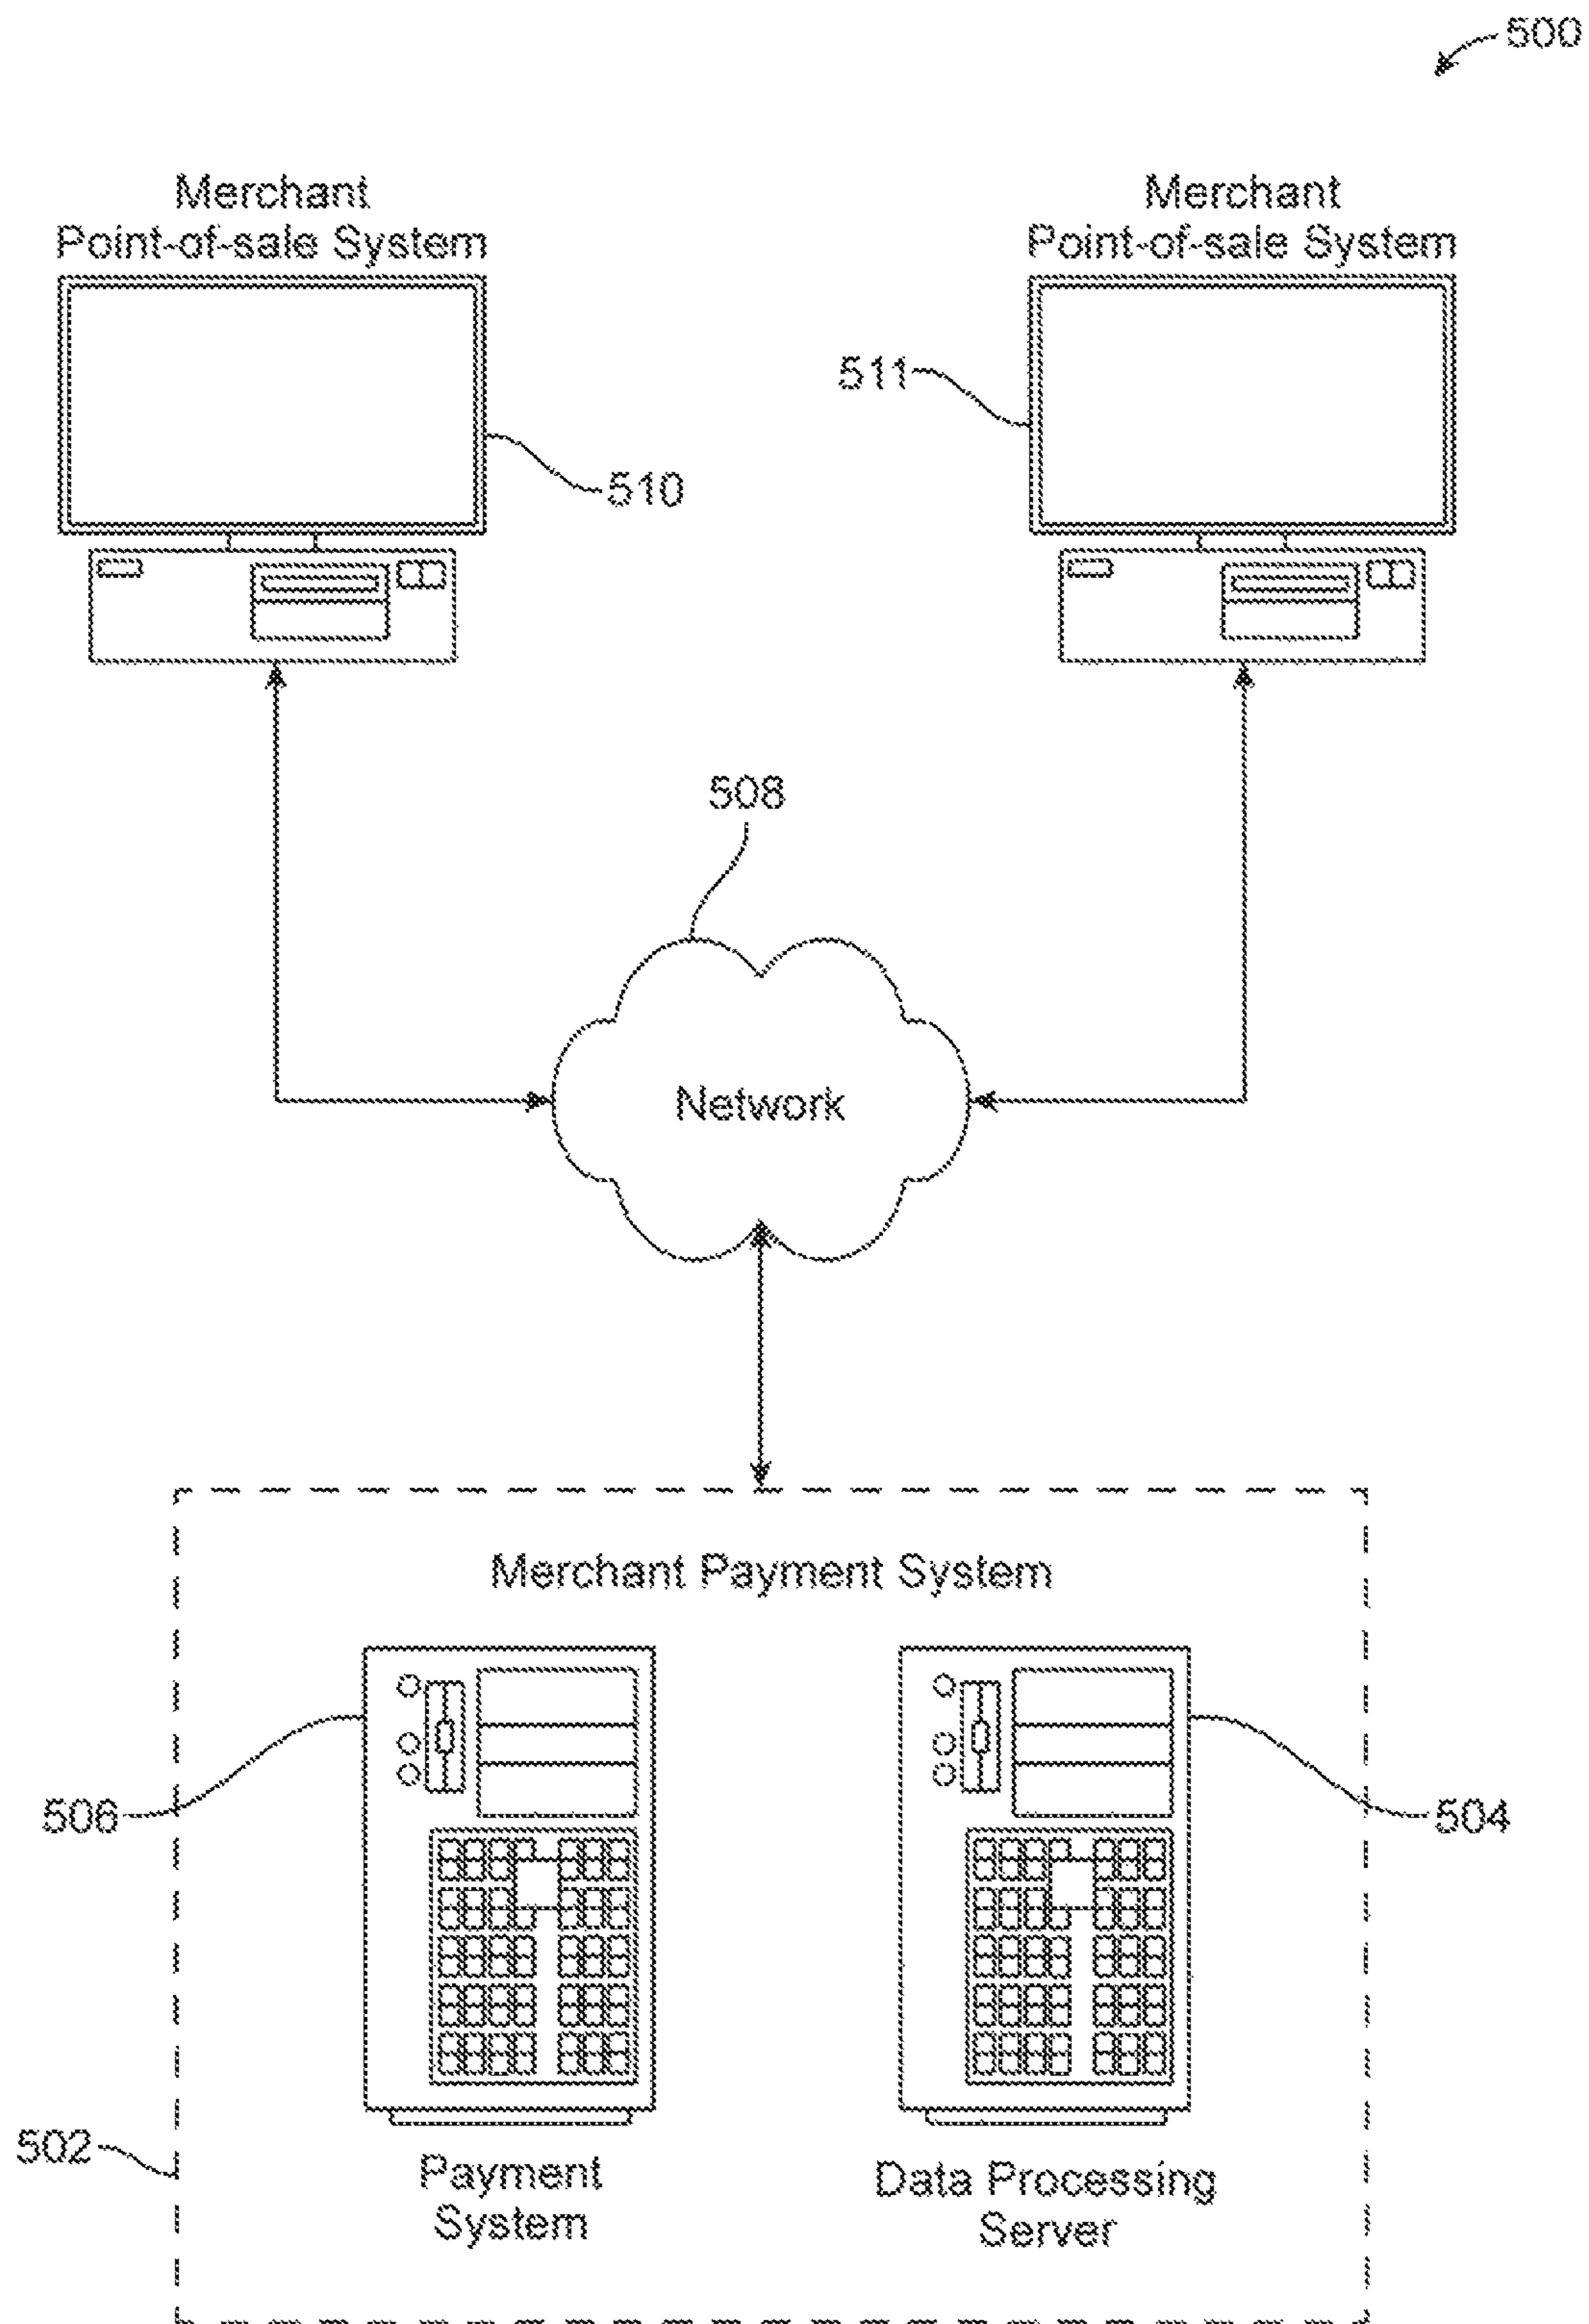 500
Merchant
Point-of-sale System
Merchant
Point-of-sale System
511
510
508
Network
Merchant Payment System
506
504
502
Payment
System
Data Processing
Server